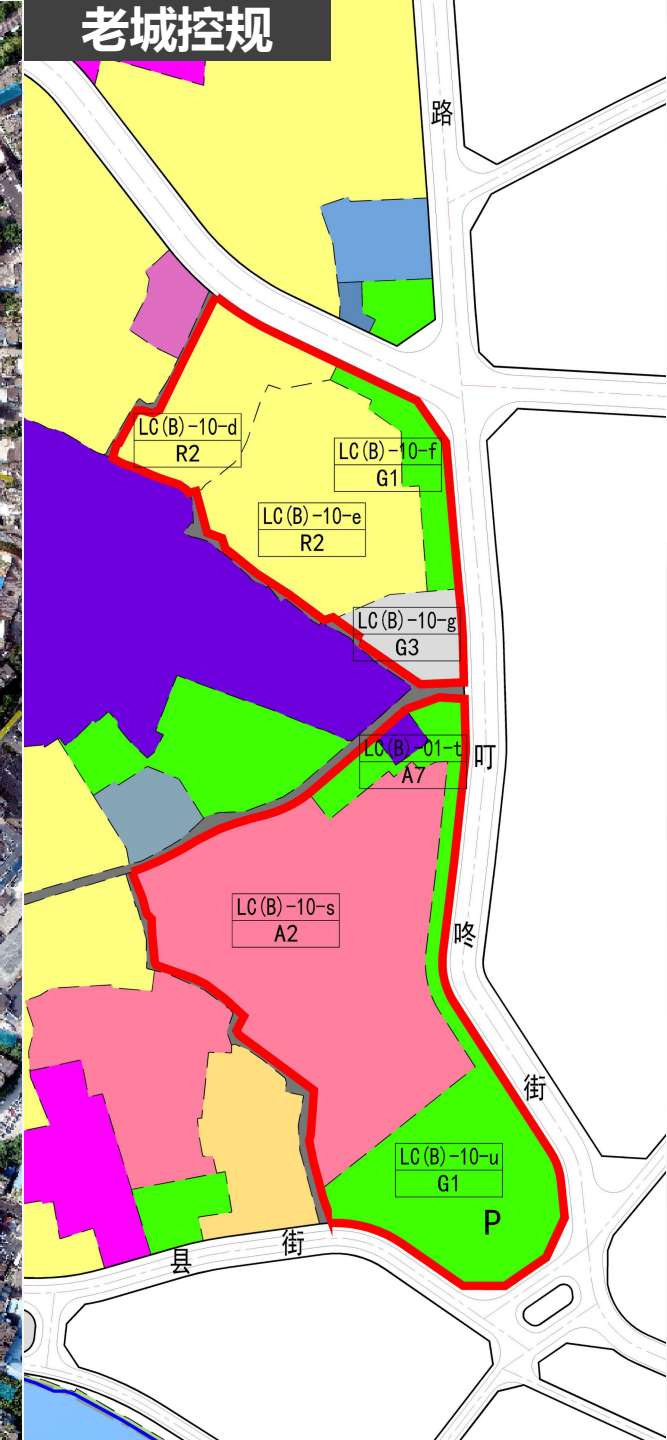 老城控规
路
LC(B)-10-d
R2
LC(B)-10-f
G1
LC(B)-10-e
R2
LC(B)-10-g
G3
LC(B)-01-t
A7
叮
LC(B)-10-s
A2
咚
街
LC(B)-10-u
G1
P
街
县